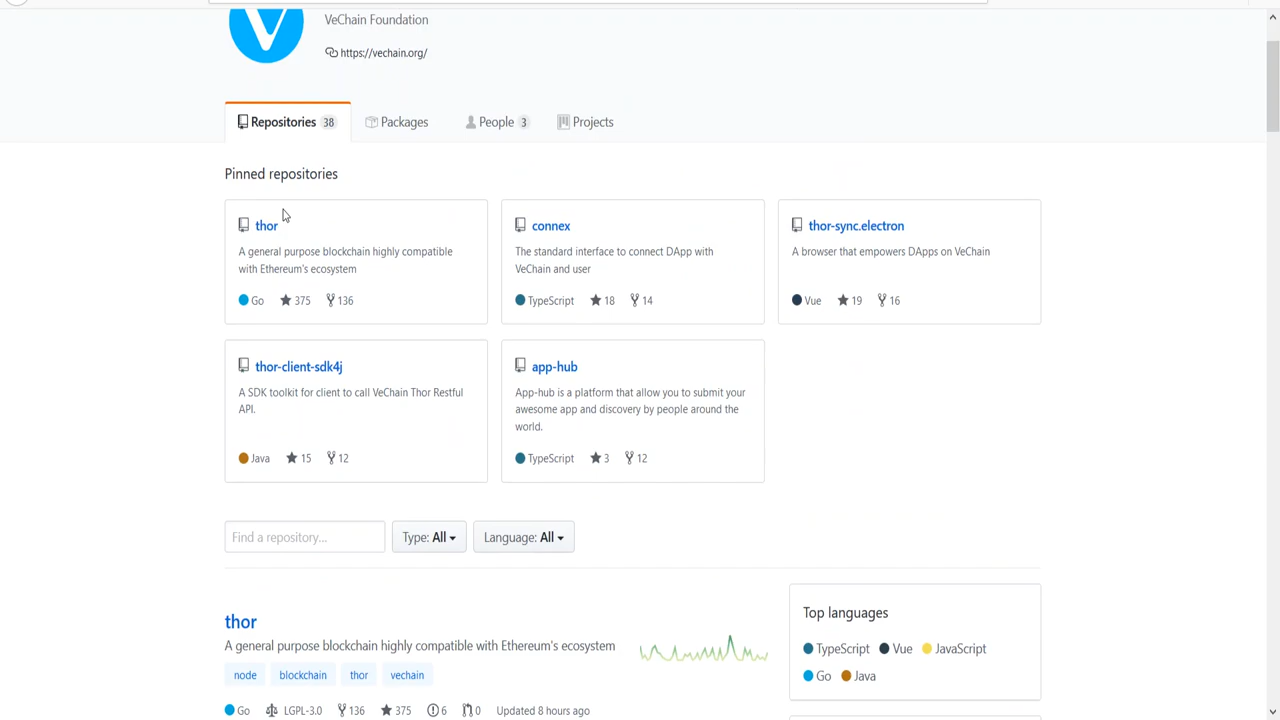 VeChain Foundation
https://vechain.org/
Repositories 38
Packages
People 3
Projects
Pinned repositories
thor
A general purpose blockchain highly compatible
with Ethereum's ecosystem
Go 375 136
connex
The standard interface to connect DApp with
VeChain and user
TypeScript 18 14
thor-sync.electron
A browser that empowers DApps on VeChain
Vue 19 16
thor-client-sdk4j
A SDK toolkit for client to call VeChain Thor Restful
API.
Java 15 12
app-hub
App-hub is a platform that allow you to submit your
awesome app and discovery by people around the
world.
TypeScript 3 12
Find a repository...
Type: All
Language: All
thor
A general purpose blockchain highly compatible with Ethereum's ecosystem
node blockchain thor vechain
Go LGPL-3.0 136 375 6 0 Updated 8 hours ago
Top languages
TypeScript Vue JavaScript
Go Java